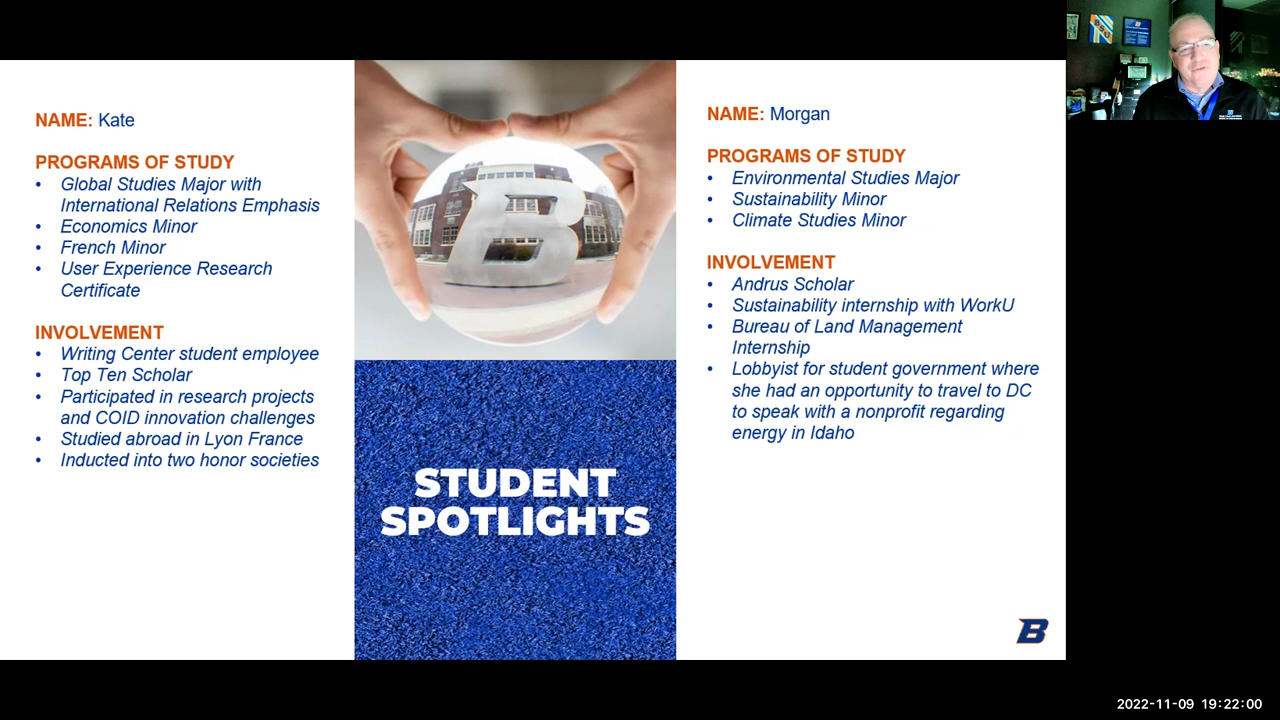 NAME: Kate
PROGRAMS OF STUDY
• Global Studies Major with
International Relations Emphasis
• Economics Minor
• French Minor
• User Experience Research
Certificate
INVOLVEMENT
• Writing Center student employee
• Top Ten Scholar
• Participated in research projects
and COID innovation challenges
• Studied abroad in Lyon France
• Inducted into two honor societies
B
STUDENT
SPOTLIGHTS
NAME: Morgan
PROGRAMS OF STUDY
• Environmental Studies Major
• Sustainability Minor
• Climate Studies Minor
INVOLVEMENT
• Andrus Scholar
• Sustainability internship with WorkU
• Bureau of Land Management
Internship
• Lobbyist for student government where
she had an opportunity to travel to DC
to speak with a nonprofit regarding
energy in Idaho
B
2022-11-09 19:22:00